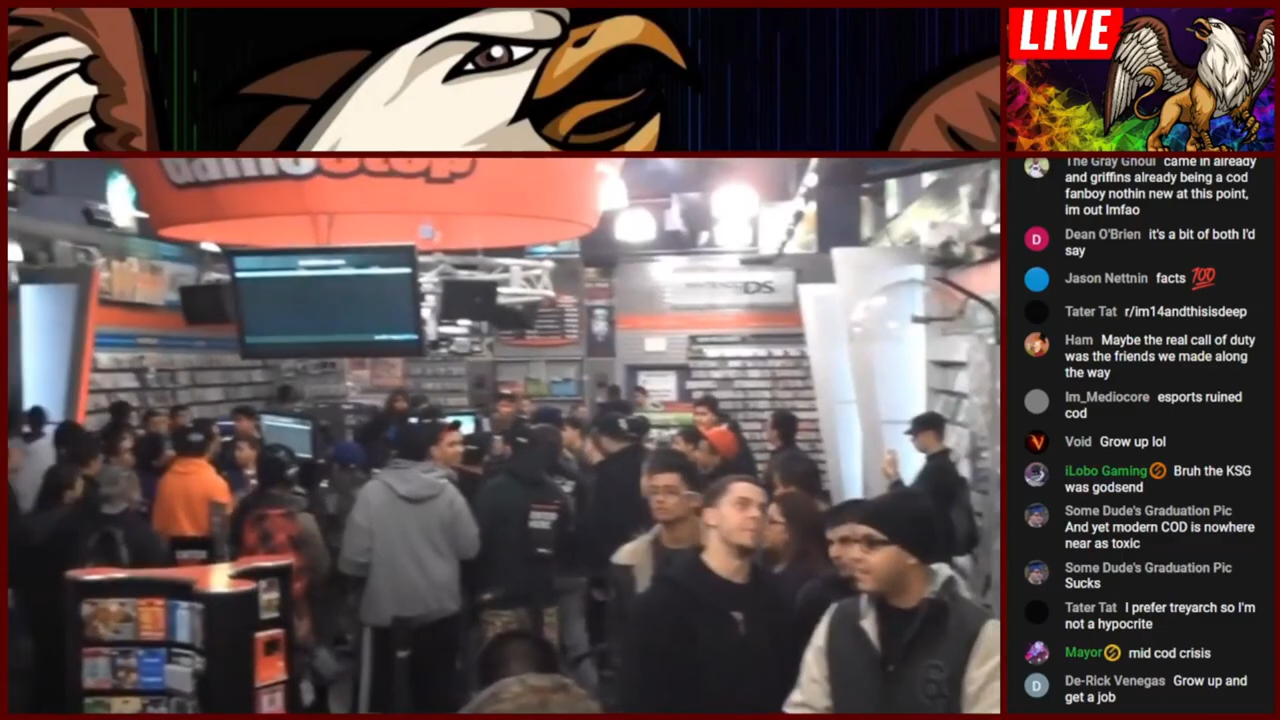 LIVE
GameStop
NINTENDO DS
The Gray Ghoul came in already
and griffins already being a cod
fanboy nothin new at this point,
im out lmfao
Dean O'Brien it's a bit of both I'd
say
Jason Nettnin facts 💯
Tater Tat r/im14andthisisdeep
Ham Maybe the real call of duty
was the friends we made along
the way
Im_Mediocore esports ruined
cod
Void Grow up lol
iLobo Gaming Bruh the KSG
was godsend
Some Dude's Graduation Pic
And yet modern COD is nowhere
near as toxic
Some Dude's Graduation Pic
Sucks
Tater Tat I prefer treyarch so I'm
not a hypocrite
Mayor mid cod crisis
De-Rick Venegas Grow up and
get a job